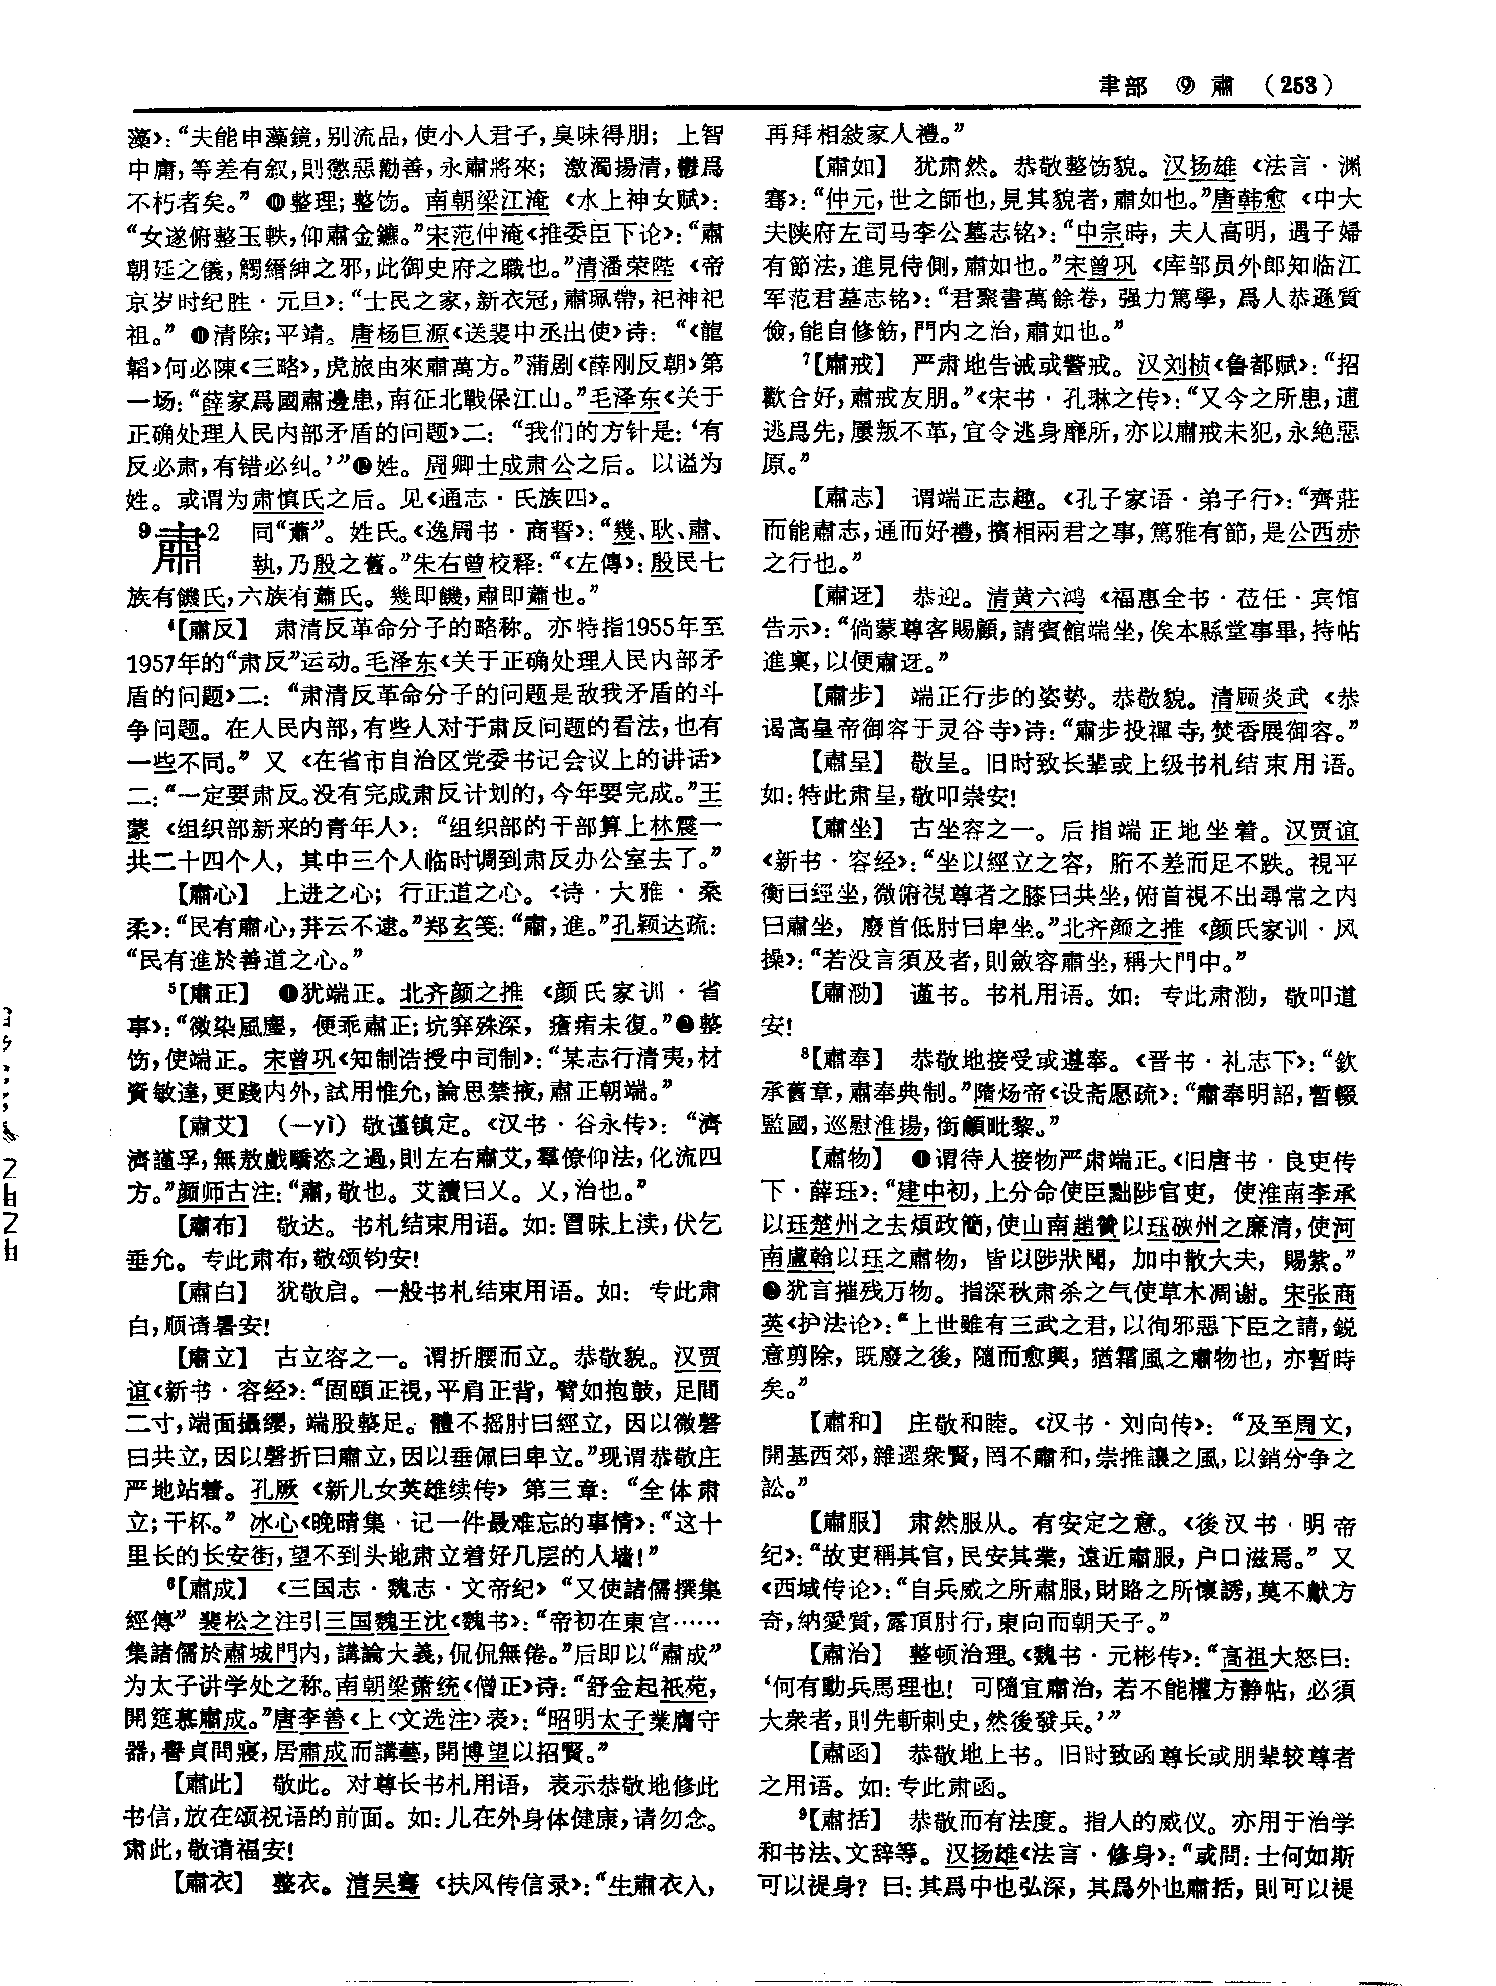 聿部 ⑨ 肅 (253)
藻》：“夫能申藻鏡，别流品，使小人君子，臭味得朋；上智
中庸，等差有叙，則懲惡勸善，永肅將來；激濁揚清，鬱爲
不朽者矣。”⓾整理；整饬。南朝梁江淹《水上神女赋》：
“女遂俯整玉軼，仰肅金鑣。”宋范仲淹《推委臣下论》：“肅
朝廷之儀，觸縉紳之邪，此御史府之職也。”清潘荣陛《帝
京岁时纪胜·元旦》：“士民之家，新衣冠，肅珮帶，祀神祀
祖。”⓫清除；平靖。唐杨巨源《送裴中丞出使》诗：“《龍
韜》何必陳《三略》，虎旅由來肅萬方。”蒲剧《薛刚反朝》第
一场：“薛家爲國肅邊患，南征北戰保江山。”毛泽东《关于
正确处理人民内部矛盾的问题》二：“我们的方针是：‘有
反必肃，有错必纠。’”⓬姓。周卿士成肃公之后。以谥为
姓。或谓为肃慎氏之后。见《通志·氏族四》。
9肅2 同“蕭”。姓氏。《逸周书·商誓》：“幾、耿、肅、
執，乃殷之舊。”朱右曾校释：“《左傳》：殷民七
族有饑氏，六族有蕭氏。幾即饑，肅即蕭也。”
4【肅反】 肃清反革命分子的略称。亦特指1955年至
1957年的“肃反”运动。毛泽东《关于正确处理人民内部矛
盾的问题》二：“肃清反革命分子的问题是敌我矛盾的斗
争问题。在人民内部，有些人对于肃反问题的看法，也有
一些不同。”又《在省市自治区党委书记会议上的讲话》
二：“一定要肃反。没有完成肃反计划的，今年要完成。”王
蒙《组织部新来的青年人》：“组织部的干部算上林震一
共二十四个人，其中三个人临时调到肃反办公室去了。”
【肅心】 上进之心；行正道之心。《诗·大雅·桑
柔》：“民有肅心，荓云不逮。”郑玄笺：“肅，進。”孔颖达疏：
“民有進於善道之心。”
5【肅正】 ❶犹端正。北齐颜之推《颜氏家训·省
事》：“微染風塵，便乖肅正；坑穽殊深，瘡痏未復。”❷整
饬，使端正。宋曾巩《知制诰授中司制》：“某志行清夷，材
資敏達，更踐内外，試用惟允，論思禁掖，肅正朝端。”
【肅艾】 （—yì）敬谨镇定。《汉书·谷永传》：“濟
濟謹孚，無敖戲驕恣之過，則左右肅艾，羣僚仰法，化流四
方。”颜师古注：“肅，敬也。艾讀曰乂。乂，治也。”
【肅布】 敬达。书札结束用语。如：冒昧上渎，伏乞
垂允。专此肃布，敬颂钧安！
【肅白】 犹敬启。一般书札结束用语。如：专此肃
白，顺请暑安！
【肅立】 古立容之一。谓折腰而立。恭敬貌。汉贾
谊《新书·容经》：“固頤正視，平肩正背，臂如抱鼓，足閒
二寸，端面攝纓，端股整足。體不摇肘曰經立，因以微磬
曰共立，因以磬折曰肅立，因以垂佩曰卑立。”现谓恭敬庄
严地站着。孔厥《新儿女英雄续传》第三章：“全体肃
立；干杯。”冰心《晚晴集·记一件最难忘的事情》：“这十
里长的长安街，望不到头地肃立着好几层的人墙！”
6【肅成】 《三国志·魏志·文帝纪》“又使諸儒撰集
經傳”裴松之注引三国魏王沈《魏书》：“帝初在東宫……
集諸儒於肅城門内，講論大義，侃侃無倦。”后即以“肅成”
为太子讲学处之称。南朝梁萧统《僧正》诗：“舒金起祇苑，
開筵慕肅成。”唐李善《上〈文选注〉表》：“昭明太子業膺守
器，譽貞問寢，居肅成而講藝，開博望以招賢。”
【肅此】 敬此。对尊长书札用语，表示恭敬地修此
书信，放在颂祝语的前面。如：儿在外身体健康，请勿念。
肃此，敬请福安！
【肅衣】 整衣。清吴骞《扶风传信录》：“生肅衣入，
再拜相敍家人禮。”
【肅如】 犹肃然。恭敬整饬貌。汉扬雄《法言·渊
骞》：“仲元，世之師也，見其貌者，肅如也。”唐韩愈《中大
夫陕府左司马李公墓志铭》：“中宗時，夫人高明，遇子婦
有節法，進見侍側，肅如也。”宋曾巩《库部员外郎知临江
军范君墓志铭》：“君聚書萬餘卷，强力篤學，爲人恭遜質
儉，能自修飭，門内之治，肅如也。”
7【肅戒】 严肃地告诫或警戒。汉刘桢《鲁都赋》：“招
歡合好，肅戒友朋。”《宋书·孔琳之传》：“又今之所患，逋
逃爲先，屢叛不革，宜令逃身靡所，亦以肅戒未犯，永絶惡
原。”
【肅志】 谓端正志趣。《孔子家语·弟子行》：“齊莊
而能肅志，通而好禮，擯相兩君之事，篤雅有節，是公西赤
之行也。”
【肅迓】 恭迎。清黄六鸿《福惠全书·莅任·宾馆
告示》：“倘蒙尊客賜顧，請賓館端坐，俟本縣堂事畢，持帖
進稟，以便肅迓。”
【肅步】 端正行步的姿势。恭敬貌。清顾炎武《恭
谒高皇帝御容于灵谷寺》诗：“肅步投禪寺，焚香展御容。”
【肅呈】 敬呈。旧时致长辈或上级书札结束用语。
如：特此肃呈，敬叩崇安！
【肅坐】 古坐容之一。后指端正地坐着。汉贾谊
《新书·容经》：“坐以經立之容，胻不差而足不跌。視平
衡曰經坐，微俯視尊者之膝曰共坐，俯首視不出尋常之内
曰肅坐，廢首低肘曰卑坐。”北齐颜之推《颜氏家训·风
操》：“若没言須及者，則斂容肅坐，稱大門中。”
【肅泐】 谨书。书札用语。如：专此肃泐，敬叩道
安！
8【肅奉】 恭敬地接受或遵奉。《晋书·礼志下》：“欽
承舊章，肅奉典制。”隋炀帝《设斋愿疏》：“肅奉明詔，暫輟
監國，巡慰淮揚，銜顧毗黎。”
【肅物】 ❶谓待人接物严肃端正。《旧唐书·良吏传
下·薛珏》：“建中初，上分命使臣黜陟官吏，使淮南李承
以珏楚州之去煩政簡，使山南趙贊以珏硤州之廉清，使河
南盧翰以珏之肅物，皆以陟狀聞，加中散大夫，賜紫。”
❷犹言摧残万物。指深秋肃杀之气使草木凋谢。宋张商
英《护法论》：“上世雖有三武之君，以徇邪惡下臣之請，鋭
意剪除，既廢之後，隨而愈興，猶霜風之肅物也，亦暫時
矣。”
【肅和】 庄敬和睦。《汉书·刘向传》：“及至周文，
開基西郊，雜遝衆賢，罔不肅和，崇推讓之風，以銷分争之
訟。”
【肅服】 肃然服从。有安定之意。《後汉书·明帝
纪》：“故吏稱其官，民安其業，遠近肅服，户口滋焉。”又
《西域传论》：“自兵威之所肅服，財賂之所懷誘，莫不獻方
奇，納愛質，露頂肘行，東向而朝天子。”
【肅治】 整顿治理。《魏书·元彬传》：“高祖大怒曰：
‘何有動兵馬理也！可隨宜肅治，若不能權方静帖，必須
大衆者，則先斬刺史，然後發兵。’”
【肅函】 恭敬地上书。旧时致函尊长或朋辈较尊者
之用语。如：专此肃函。
9【肅括】 恭敬而有法度。指人的威仪。亦用于治学
和书法、文辞等。汉扬雄《法言·修身》：“或問：士何如斯
可以禔身？曰：其爲中也弘深，其爲外也肅括，則可以禔